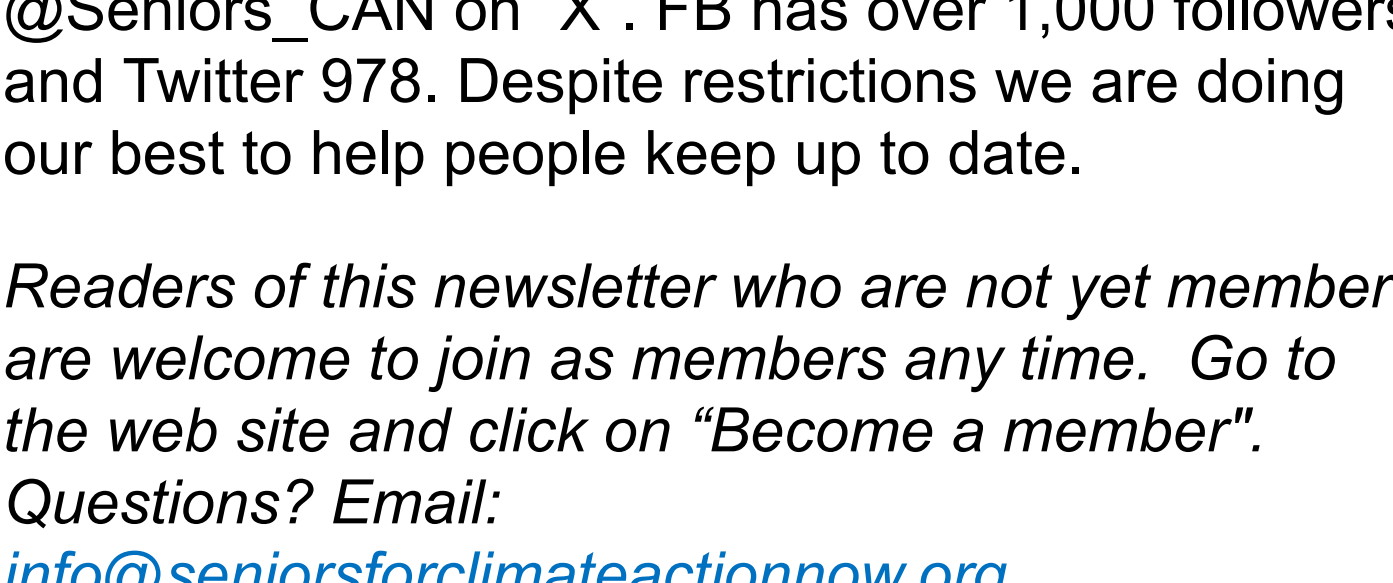 @Seniors_CAN on "X". FB has over 1,000 followers
and Twitter 978. Despite restrictions we are doing
our best to help people keep up to date.
Readers of this newsletter who are not yet member
are welcome to join as members any time. Go to
the web site and click on “Become a member".
Questions? Email:
info@seniorsforclimateactionnow.org